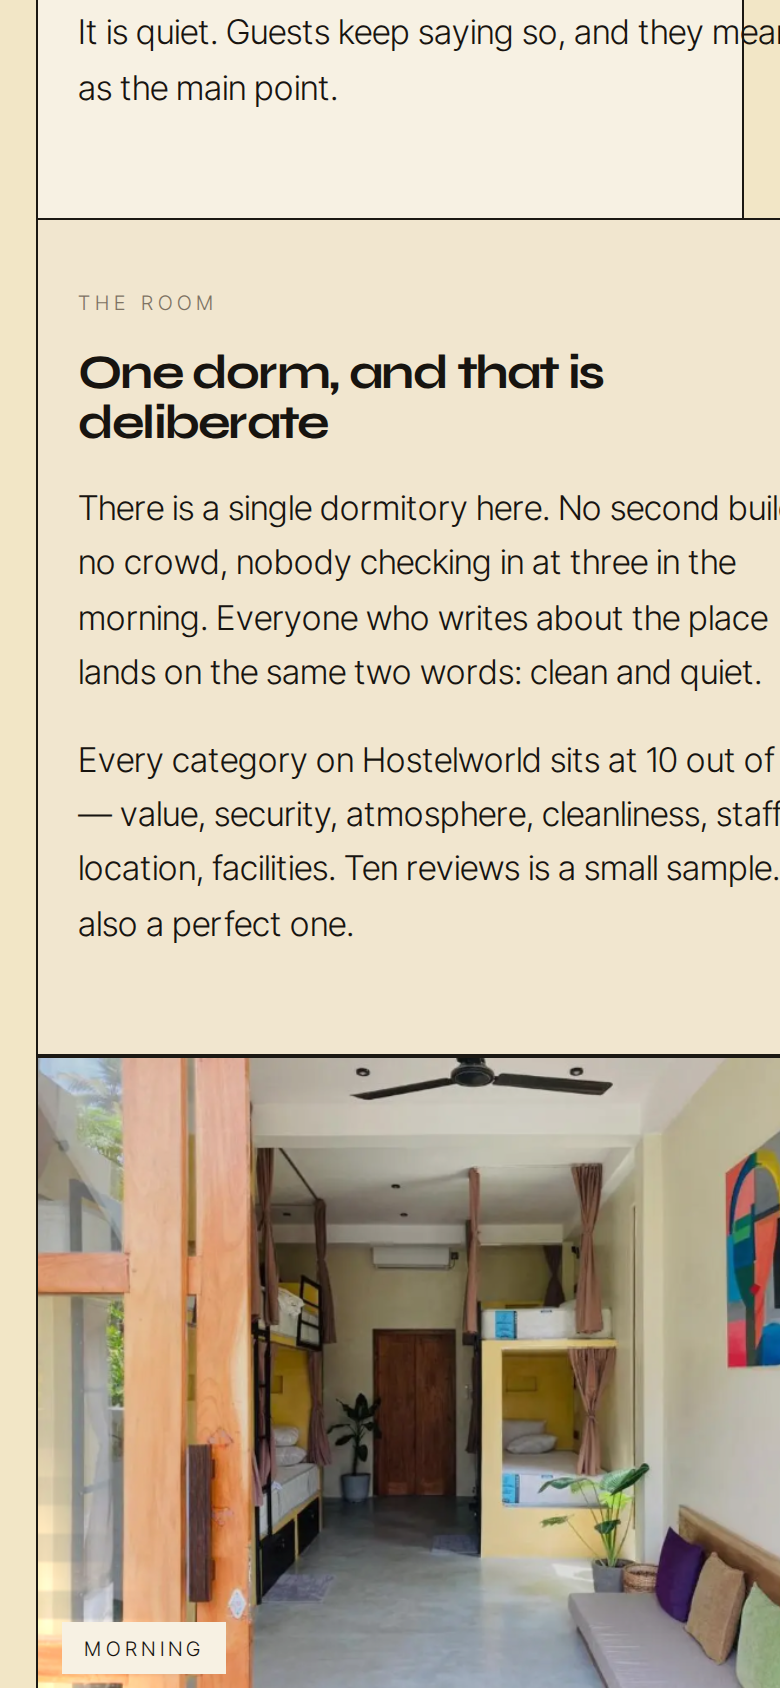 It is quiet. Guests keep saying so, and they
as the main point.
THE ROOM
One dorm, and that is
deliberate
There is a single dormitory here. No second
no crowd, nobody checking in at three in the
morning. Everyone who writes about the place
lands on the same two words: clean and quiet.
Every category on Hostelworld sits at 10 out of
— value, security, atmosphere, cleanliness, staff
location, facilities. Ten reviews is a small sample.
also a perfect one.
MORNING